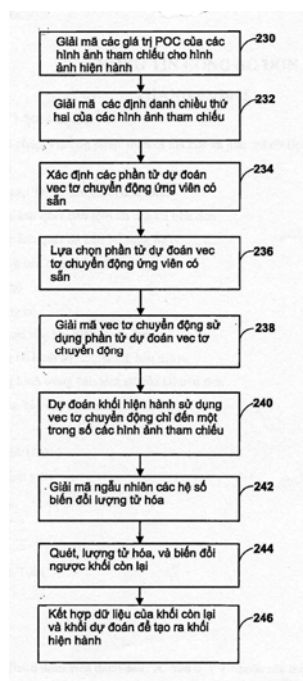 Giải mã các giá trị POC của các
hình ảnh tham chiếu cho hình
ảnh hiện hành
230
Giải mã các định danh chiều thứ
hai của các hình ảnh tham chiếu
232
Xác định các phần tử dự đoán
vec tơ chuyển động ứng viên có
sẵn
234
Lựa chọn phần tử dự đoán vec
tơ chuyển động ứng viên có
sẵn
236
Giải mã vec tơ chuyển động sử
dụng phần tử dự đoán vec tơ
chuyển động
238
Dự đoán khối hiện hành sử dụng
vec tơ chuyển động chỉ đến một
trong số các hình ảnh tham chiếu
240
Giải mã ngẫu nhiên các hệ số
biến đổi lượng tử hóa
242
Quét, lượng tử hóa, và biến đổi
ngược khối còn lại
244
Kết hợp dữ liệu của khối còn lại
và khối dự đoán để tạo ra khối
hiện hành
246